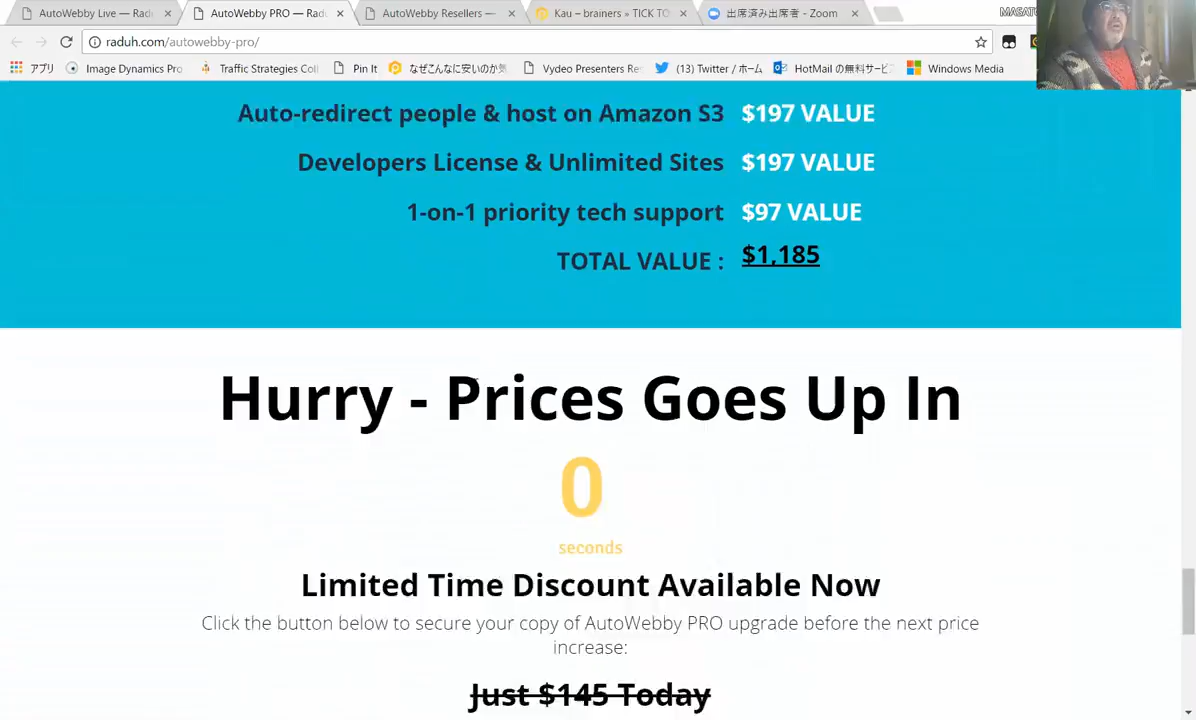 AutoWebby Live — Rad
AutoWebby PRO — Radu
AutoWebby Resellers —
Kau – brainers » TICK TO
出席済み出席者 - Zoom
raduh.com/autowebby-pro/
アプリ
Image Dynamics Pro
Traffic Strategies Coll
Pin It
なぜこんなに安いのか気
Vydeo Presenters Re
(13) Twitter / ホーム
HotMail の無料サービ
Windows Media
Auto-redirect people & host on Amazon S3 $197 VALUE
Developers License & Unlimited Sites $197 VALUE
1-on-1 priority tech support $97 VALUE
TOTAL VALUE : $1,185
Hurry - Prices Goes Up In
0
seconds
Limited Time Discount Available Now
Click the button below to secure your copy of AutoWebby PRO upgrade before the next price
increase:
Just $145 Today